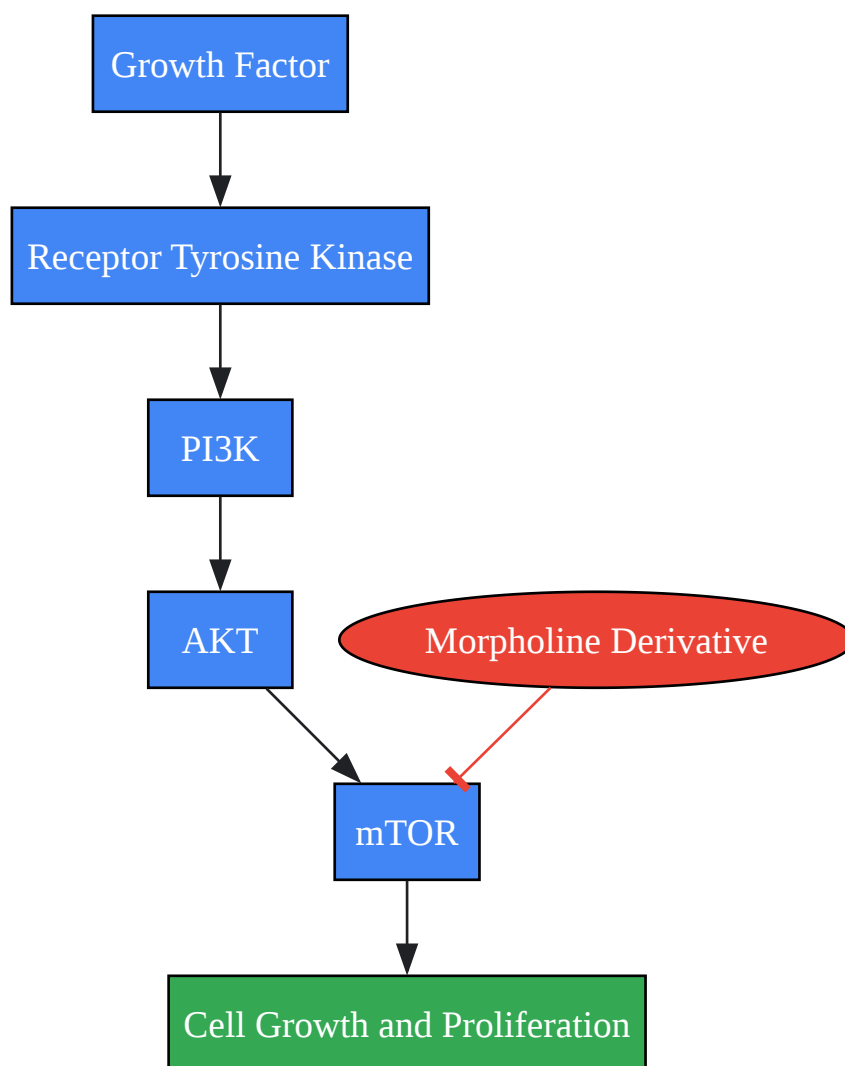 Growth Factor
Receptor Tyrosine Kinase
PI3K
AKT
Morpholine Derivative
mTOR
Cell Growth and Proliferation